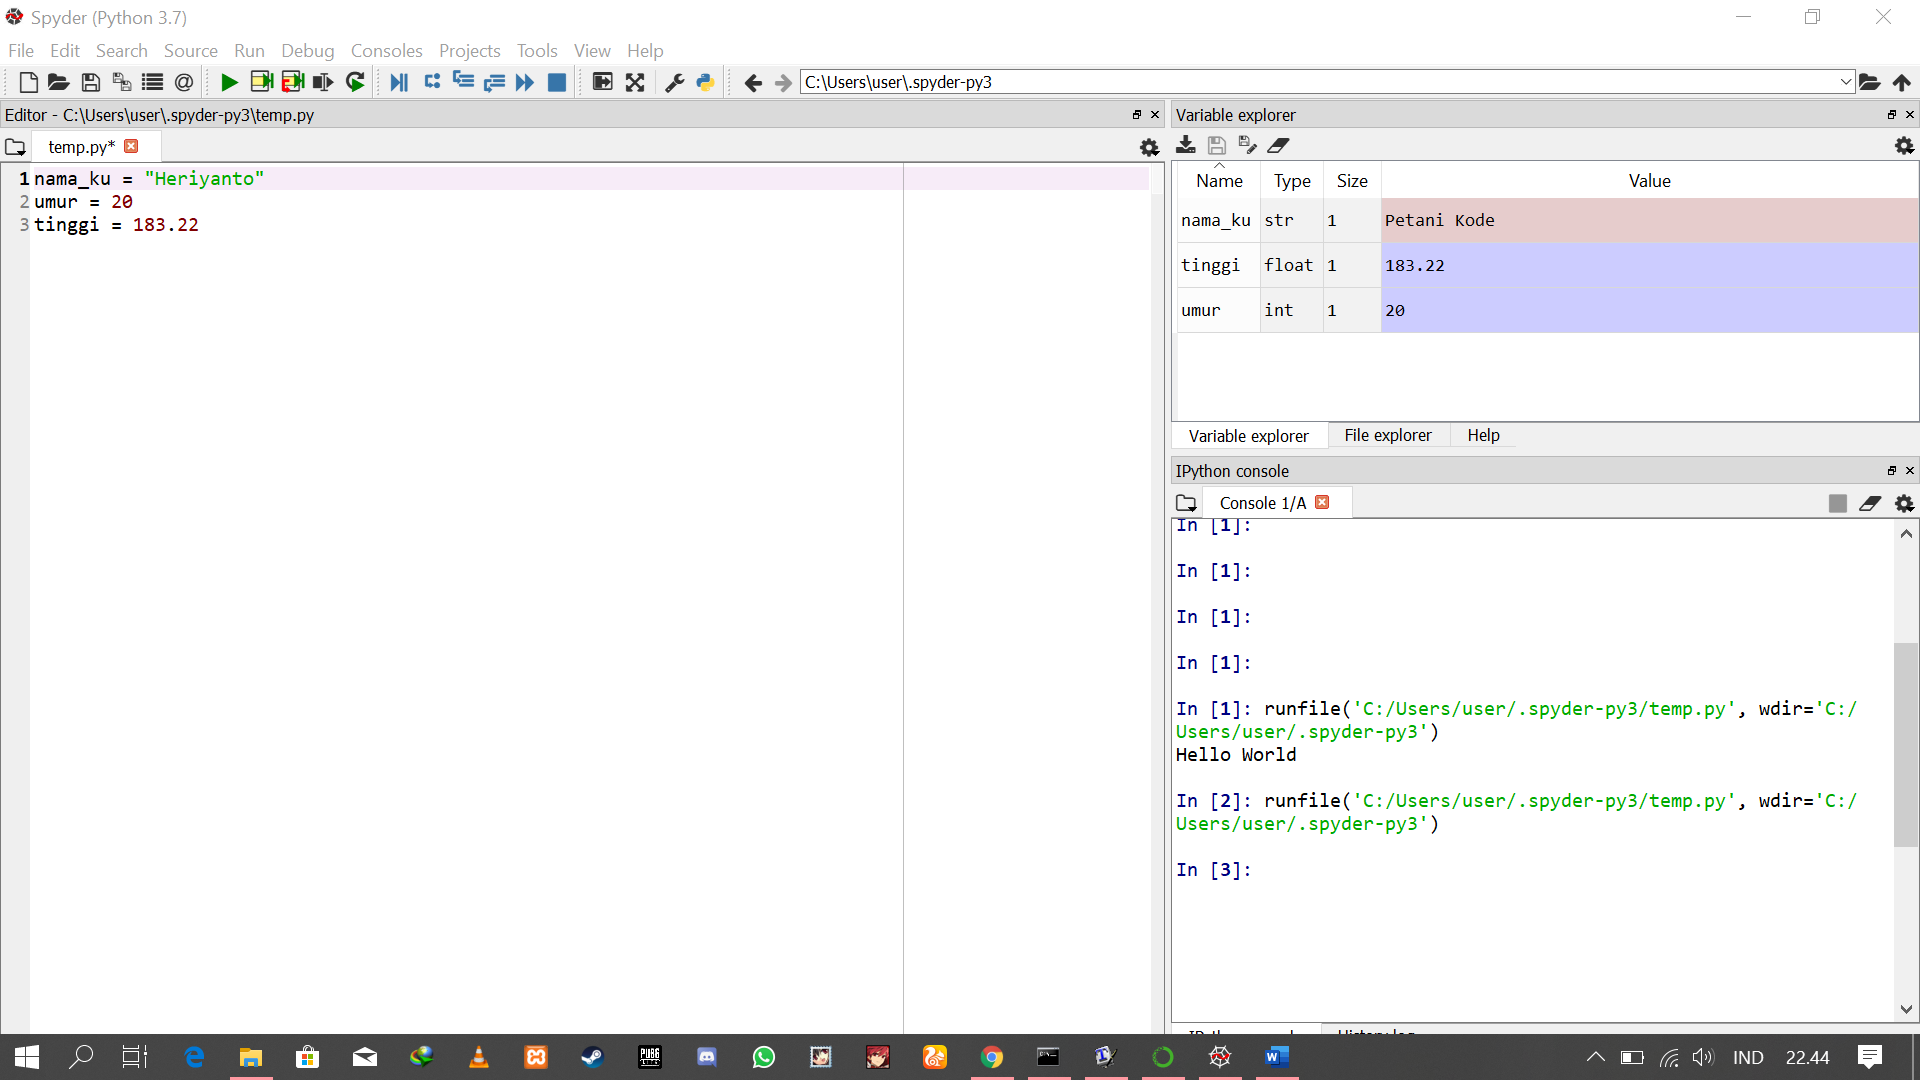 Spyder (Python 3.7)
File Edit Search Source Run Debug Consoles Projects Tools View Help
C:\Users\user\.spyder-py3
Editor - C:\Users\user\.spyder-py3\temp.py
temp.py*
1 nama_ku = "Heriyanto"
2 umur = 20
3 tinggi = 183.22
Variable explorer
Name Type Size Value
nama_ku str 1 Petani Kode
tinggi float 1 183.22
umur int 1 20
Variable explorer File explorer Help
IPython console
Console 1/A
In [1]:
In [1]:
In [1]:
In [1]:
In [1]: runfile('C:/Users/user/.spyder-py3/temp.py', wdir='C:/
Users/user/.spyder-py3')
Hello World
In [2]: runfile('C:/Users/user/.spyder-py3/temp.py', wdir='C:/
Users/user/.spyder-py3')
In [3]:
PUBG
IND 22.44